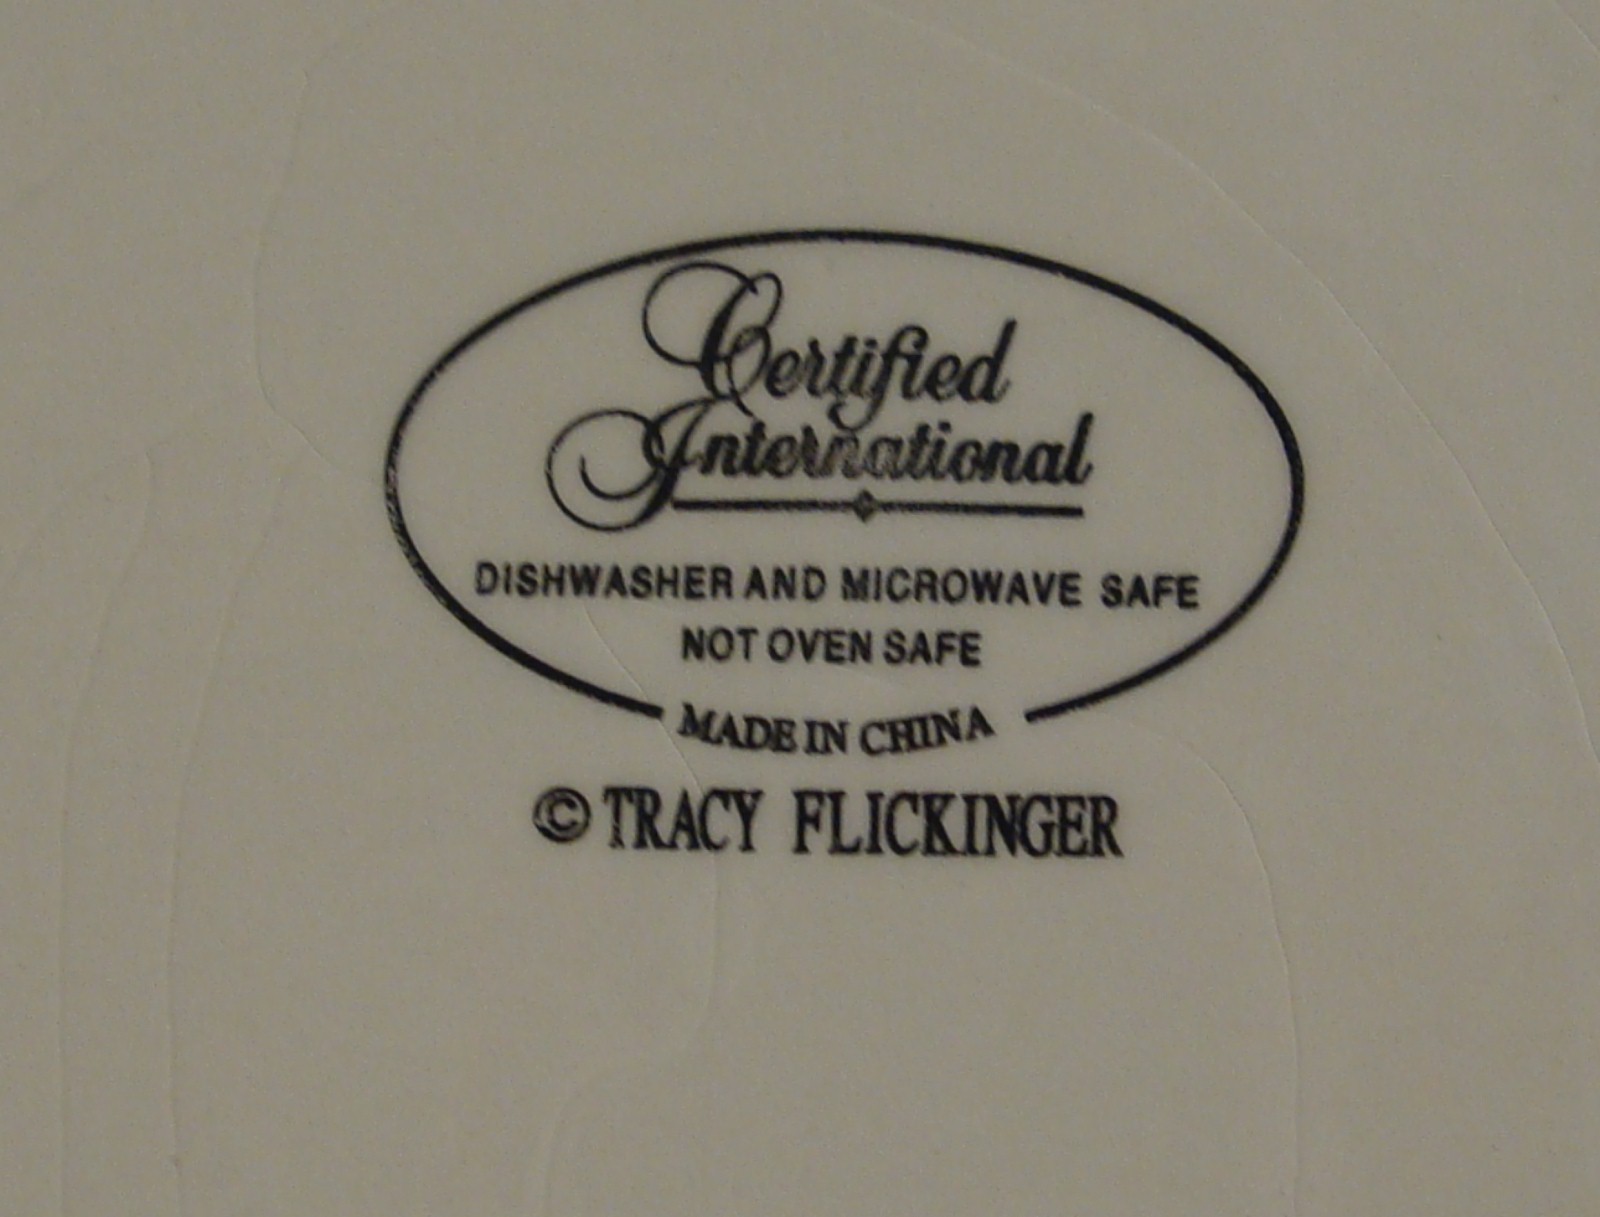 Certified
International
DISHWASHER AND MICROWAVE SAFE
NOT OVEN SAFE
MADE IN CHINA
© TRACY FLICKINGER